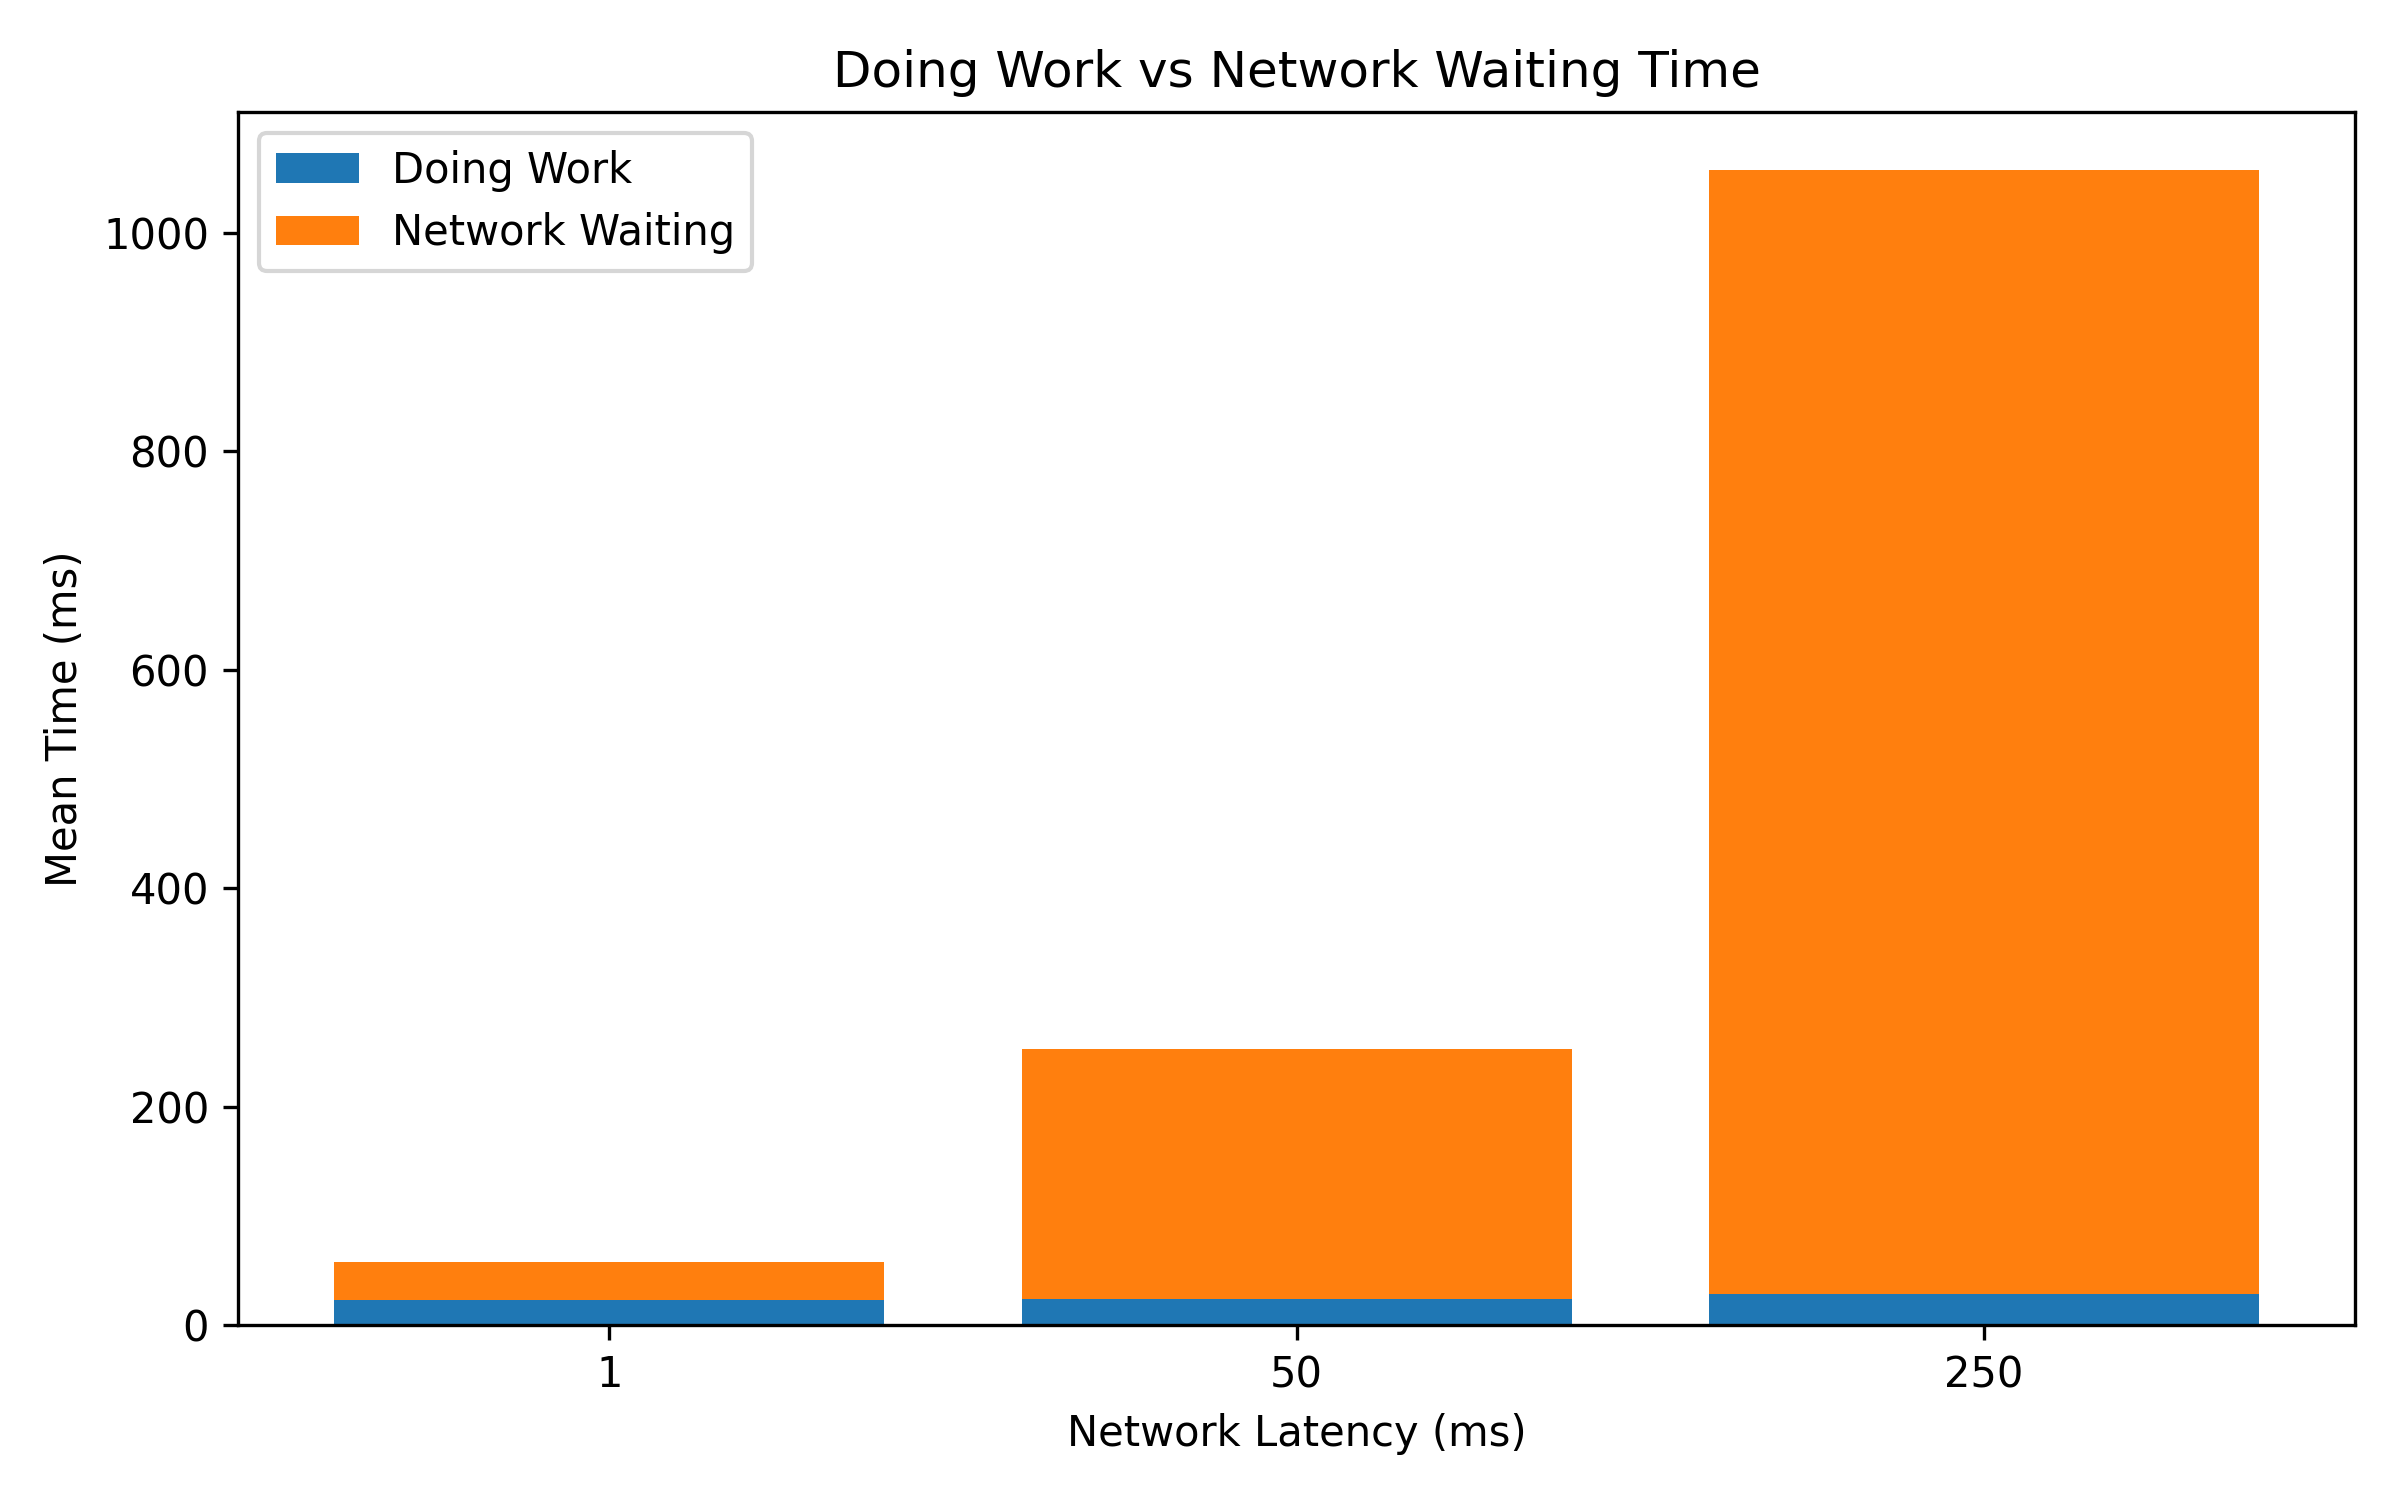 Doing Work vs Network Waiting Time
Doing Work
Network Waiting
1000
800
600
400
200
0
Mean Time (ms)
1
50
250
Network Latency (ms)